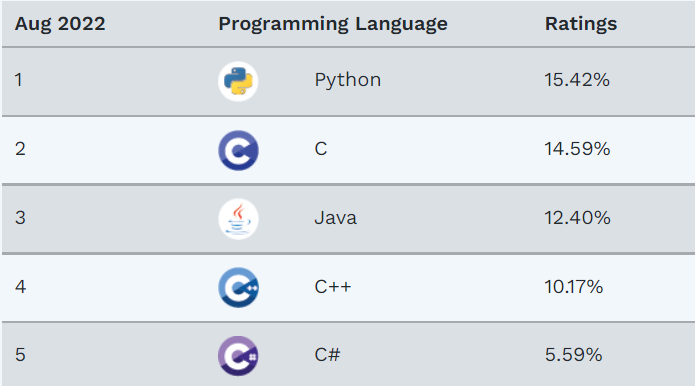 Aug 2022 Programming Language Ratings
1 Python 15.42%
2 C 14.59%
3 Java 12.40%
4 C++ 10.17%
5 C# 5.59%